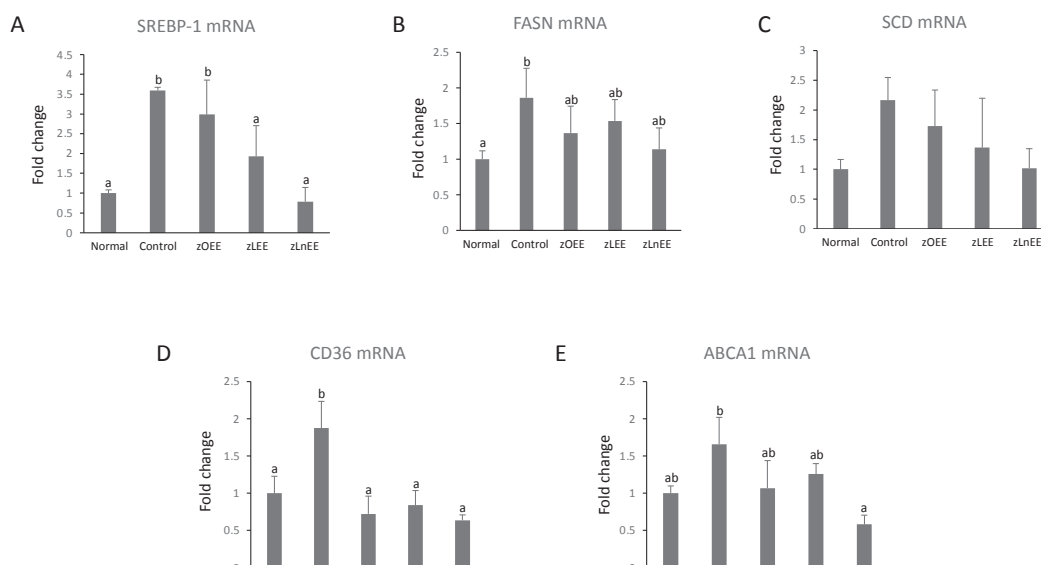 A
SREBP-1 mRNA
Fold change
4.5
4
3.5
3
2.5
2
1.5
1
0.5
0
a
b
b
a
a
Normal Control zOEE zLEE zLnEE
B
FASN mRNA
Fold change
2.5
2
1.5
1
0.5
0
a
b
ab
ab
ab
Normal Control zOEE zLEE zLnEE
C
SCD mRNA
Fold change
3
2.5
2
1.5
1
0.5
0
Normal Control zOEE zLEE zLnEE
D
CD36 mRNA
Fold change
2.5
2
1.5
1
0.5
a
b
a
a
a
E
ABCA1 mRNA
Fold change
2.5
2
1.5
1
0.5
ab
b
ab
ab
a